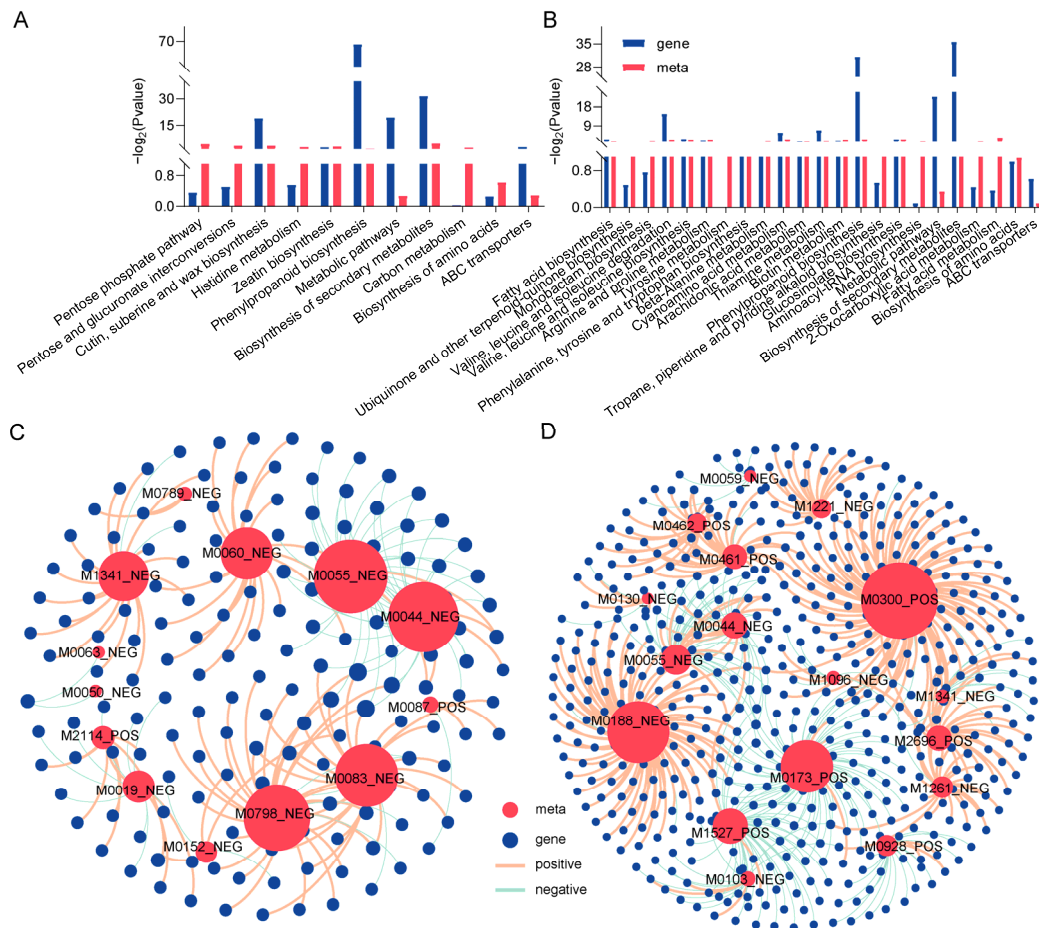 A
B
70
30
15
0.8
0.0
−log2(Pvalue)
Pentose phosphate pathway
Pentose and glucuronate interconversions
Cutin, suberine and wax biosynthesis
Histidine metabolism
Zeatin biosynthesis
Phenylpropanoid biosynthesis
Metabolic pathways
Biosynthesis of secondary metabolites
Carbon metabolism
Biosynthesis of amino acids
ABC transporters
35
28
18
9
0.8
0.0
−log2(Pvalue)
gene
meta
Fatty acid biosynthesis
Ubiquinone and other terpenoid-quinone biosynthesis
Monobactam biosynthesis
Valine, leucine and isoleucine degradation
Valine, leucine and isoleucine biosynthesis
Arginine and proline metabolism
Tyrosine metabolism
Phenylalanine, tyrosine and tryptophan biosynthesis
beta-Alanine metabolism
Cyanoamino acid metabolism
Arachidonic acid metabolism
Thiamine metabolism
Biotin metabolism
Phenylpropanoid biosynthesis
Tropane, piperidine and pyridine alkaloid biosynthesis
Glucosinolate biosynthesis
Aminoacyl-tRNA biosynthesis
Metabolic pathways
Biosynthesis of secondary metabolites
2-Oxocarboxylic acid metabolism
Fatty acid metabolism
Biosynthesis of amino acids
ABC transporters
C
M0789_NEG
M0060_NEG
M1341_NEG
M0055_NEG
M0044_NEG
M0063_NEG
M0050_NEG
M0087_POS
M2114_POS
M0019_NEG
M0083_NEG
M0798_NEG
M0152_NEG
meta
gene
positive
negative
D
M0059_NEG
M1221_NEG
M0462_POS
M0461_POS
M0130_NEG
M0300_POS
M0044_NEG
M0055_NEG
M1096_NEG
M1341_NEG
M0188_NEG
M2696_POS
M0173_POS
M1261_NEG
M1527_POS
M0928_POS
M0103_NEG